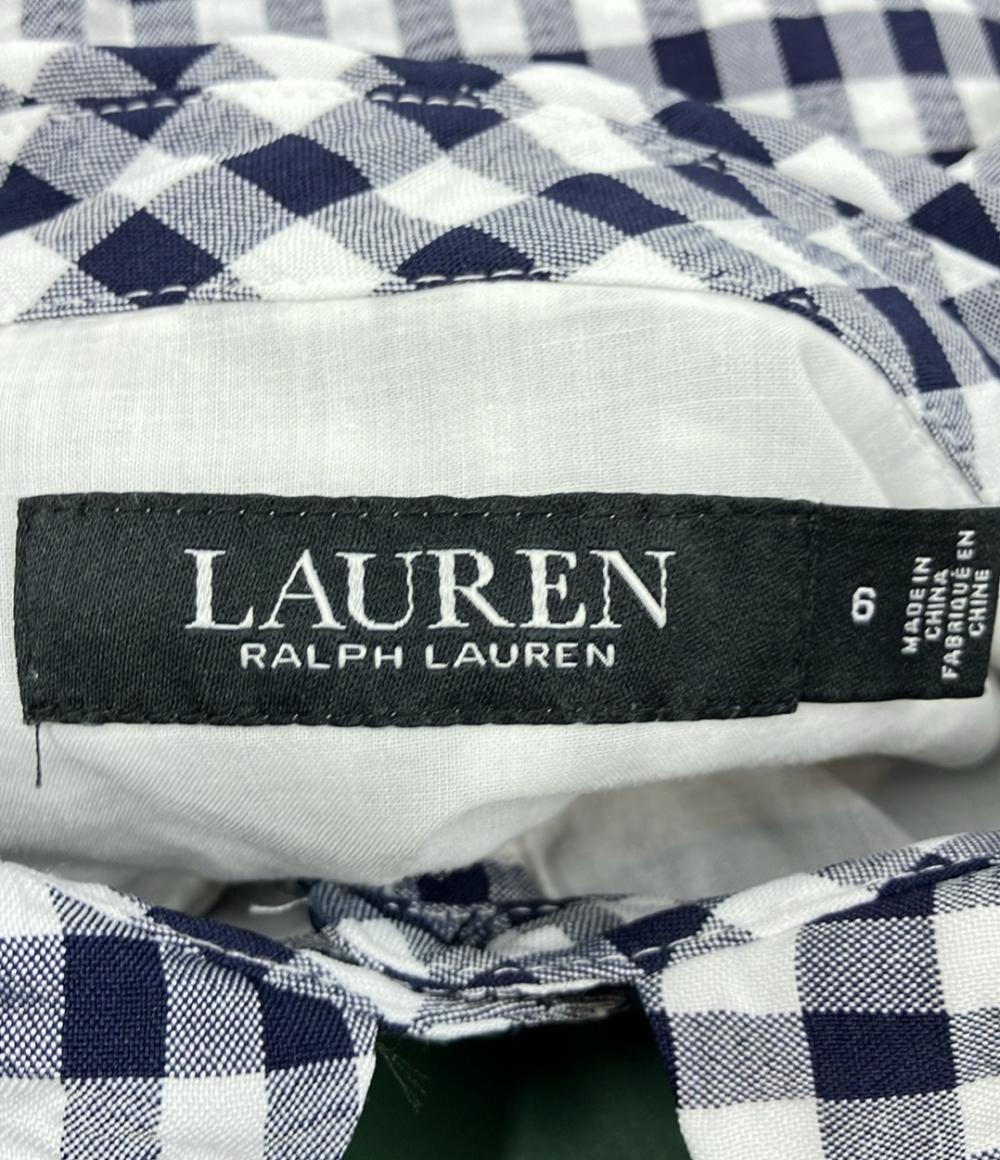 LAUREN
RALPH LAUREN
6
MADE IN
CHINA
FABRIQUÉ EN
CHINE